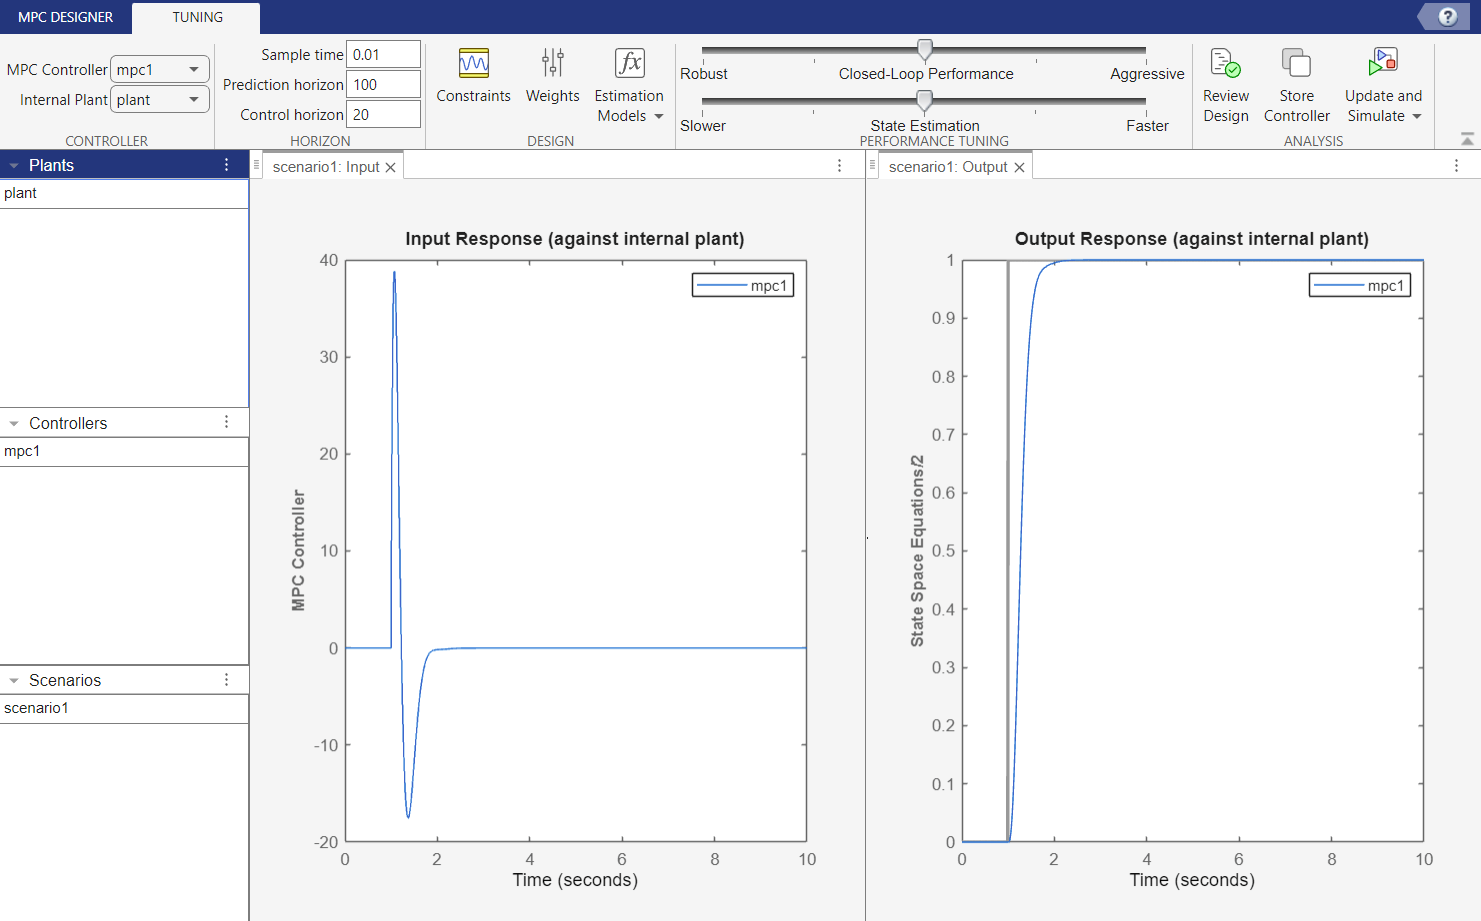 MPC DESIGNER
TUNING
?
MPC Controller mpc1
Internal Plant plant
CONTROLLER
Sample time 0.01
Prediction horizon 100
Control horizon 20
HORIZON
Constraints
Weights
fx
Estimation
Models
DESIGN
Robust
Closed-Loop Performance
Aggressive
Slower
State Estimation
Faster
PERFORMANCE TUNING
Review
Design
Store
Controller
Update and
Simulate
ANALYSIS
Plants
plant
Controllers
mpc1
Scenarios
scenario1
scenario1: Input
Input Response (against internal plant)
mpc1
40
30
20
10
0
-10
-20
MPC Controller
0 2 4 6 8 10
Time (seconds)
scenario1: Output
Output Response (against internal plant)
mpc1
1
0.9
0.8
0.7
0.6
0.5
0.4
0.3
0.2
0.1
0
State Space Equations/2
0 2 4 6 8 10
Time (seconds)